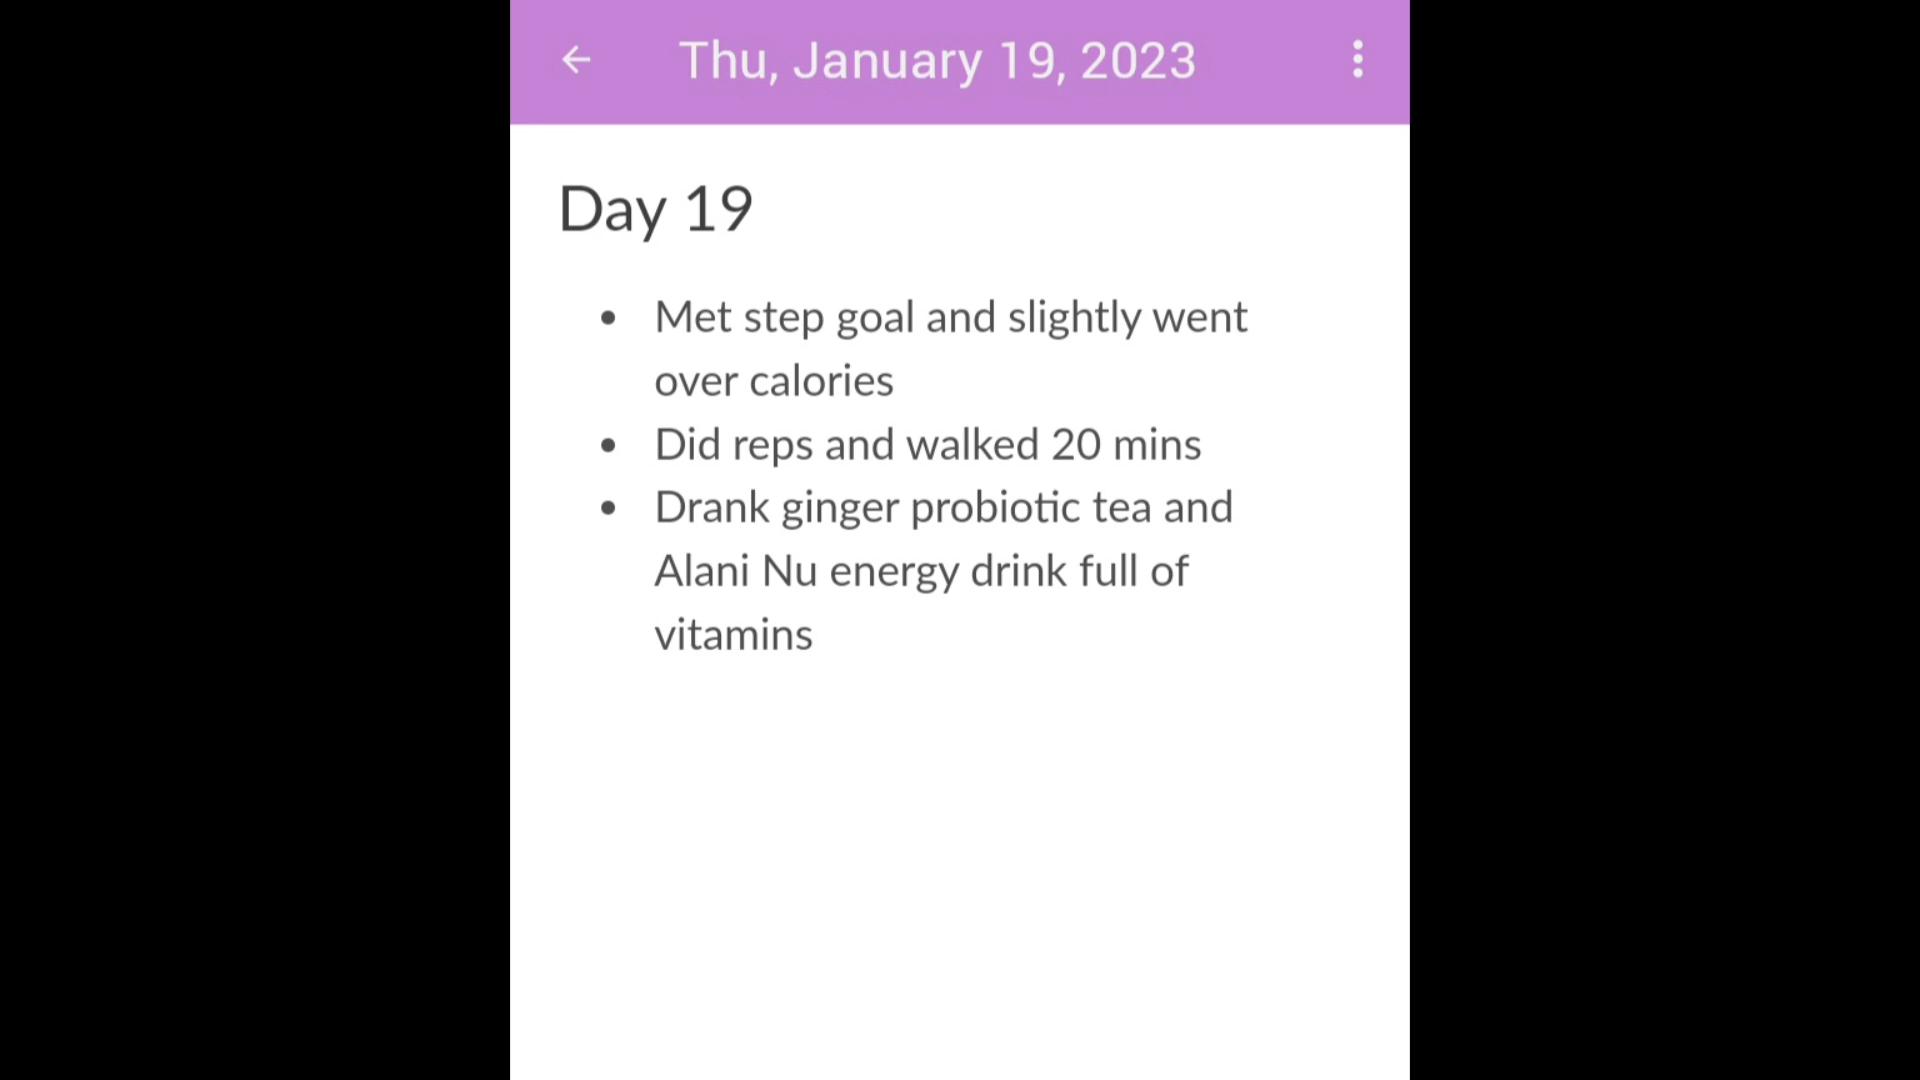 Thu, January 19, 2023
Day 19
• Met step goal and slightly went
over calories
• Did reps and walked 20 mins
• Drank ginger probiotic tea and
Alani Nu energy drink full of
vitamins